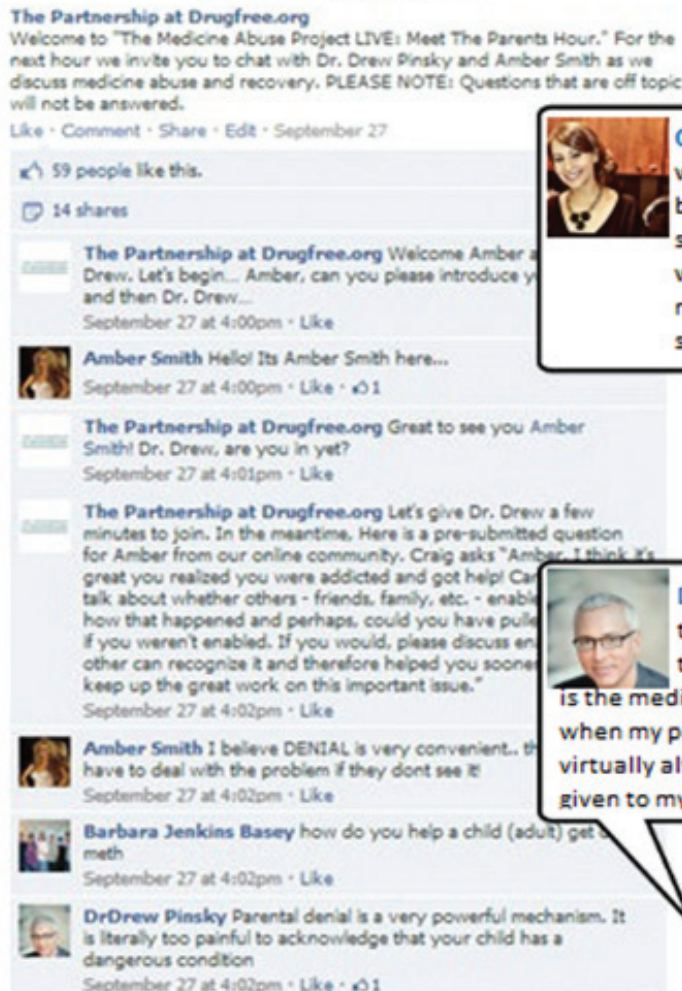 The Partnership at Drugfree.org
Welcome to "The Medicine Abuse Project LIVE: Meet The Parents Hour." For the
next hour we invite you to chat with Dr. Drew Pinsky and Amber Smith as we
discuss medicine abuse and recovery. PLEASE NOTE: Questions that are off topic
will not be answered.
Like · Comment · Share · Edit · September 27
59 people like this.
14 shares
The Partnership at Drugfree.org Welcome Amber a
Drew. Let's begin... Amber, can you please introduce y
and then Dr. Drew...
September 27 at 4:00pm · Like
Amber Smith Hello! Its Amber Smith here...
September 27 at 4:00pm · Like · 1
The Partnership at Drugfree.org Great to see you Amber
Smith! Dr. Drew, are you in yet?
September 27 at 4:01pm · Like
The Partnership at Drugfree.org Let's give Dr. Drew a few
minutes to join. In the meantime, Here is a pre-submitted question
for Amber from our online community. Craig asks "Amber, I think it's
great you realized you were addicted and got help! Ca
talk about whether others - friends, family, etc. - enable
how that happened and perhaps, could you have pulle
if you weren't enabled. If you would, please discuss en
other can recognize it and therefore helped you sooner
keep up the great work on this important issue."
September 27 at 4:02pm · Like
Amber Smith I believe DENIAL is very convenient.. th
have to deal with the problem if they dont see it!
September 27 at 4:02pm · Like
Barbara Jenkins Basey how do you help a child (adult) get
meth
September 27 at 4:02pm · Like
DrDrew Pinsky Parental denial is a very powerful mechanism. It
is literally too painful to acknowledge that your child has a
dangerous condition
September 27 at 4:02pm · Like · 1
is the medi
when my p
virtually al
given to my